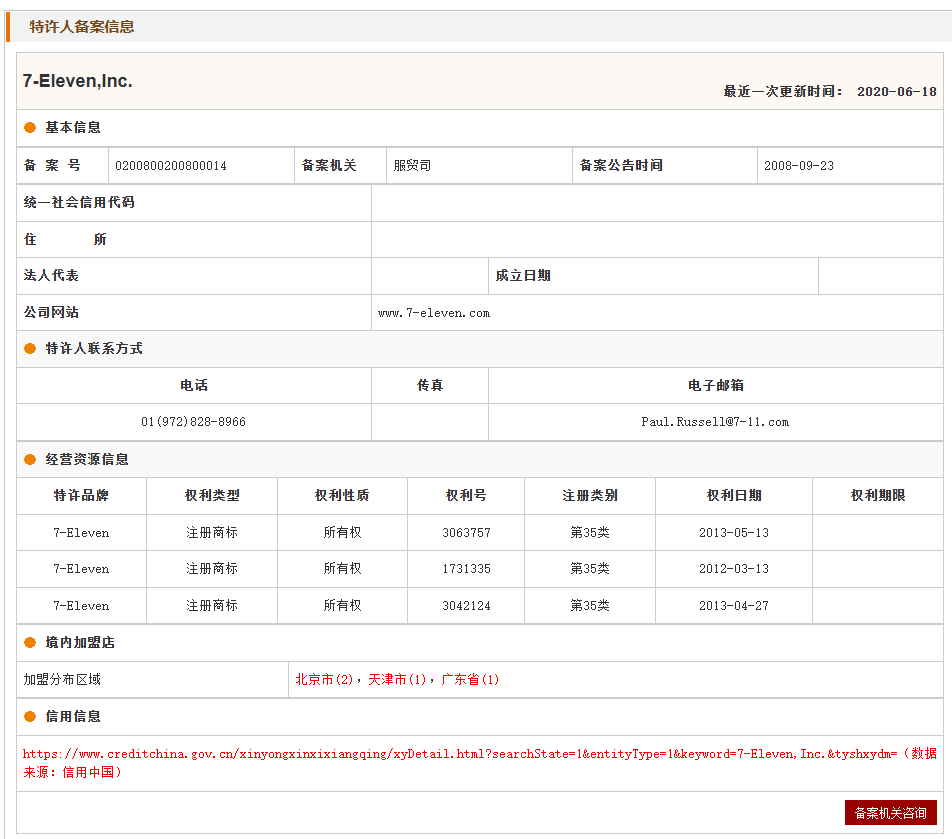 特许人备案信息
7-Eleven,Inc.
最近一次更新时间： 2020-06-18
基本信息
备 案 号 0200800200800014 备案机关 服贸司 备案公告时间 2008-09-23
统一社会信用代码
住 所
法人代表 成立日期
公司网站 www.7-eleven.com
特许人联系方式
电话 传真 电子邮箱
01(972)828-8966 Paul.Russell@7-11.com
经营资源信息
特许品牌 权利类型 权利性质 权利号 注册类别 权利日期 权利期限
7-Eleven 注册商标 所有权 3063757 第35类 2013-05-13
7-Eleven 注册商标 所有权 1731335 第35类 2012-03-13
7-Eleven 注册商标 所有权 3042124 第35类 2013-04-27
境内加盟店
加盟分布区域 北京市(2)，天津市(1)，广东省(1)
信用信息
https://www.creditchina.gov.cn/xinyongxinxixiangqing/xyDetail.html?searchState=1&entityType=1&keyword=7-Eleven,Inc.&tyshxydm=（数据
来源：信用中国）
备案机关咨询